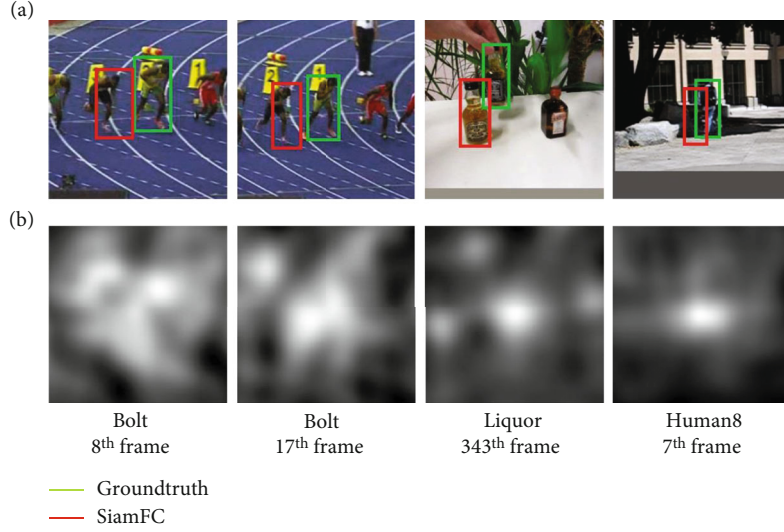 (a)
(b)
Bolt
8th frame
Bolt
17th frame
Liquor
343th frame
Human8
7th frame
Groundtruth
SiamFC